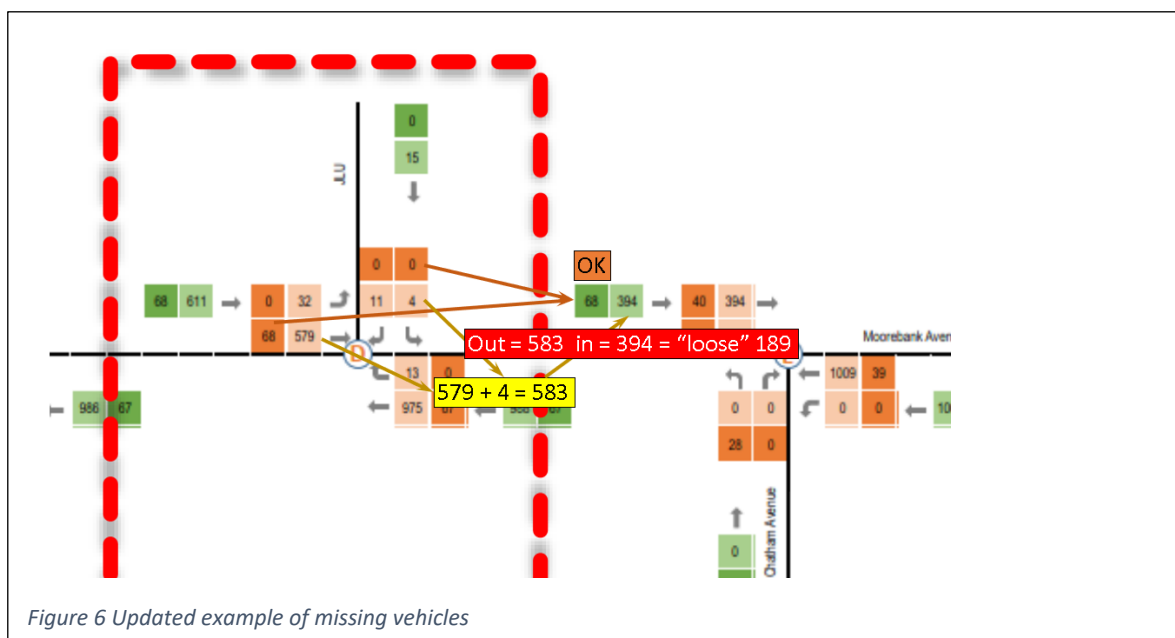 0
15
JLU
0 0
OK
68 611 0 32 11 4 68 394 40 394
68 579
Out = 583 in = 394 = "loose" 189
Moorebank Aven
D
13 0
1009 39
579 + 4 = 583
986 67
975
0 0
0 0
10
28 0
Chatham Avenue
0
Figure 6 Updated example of missing vehicles